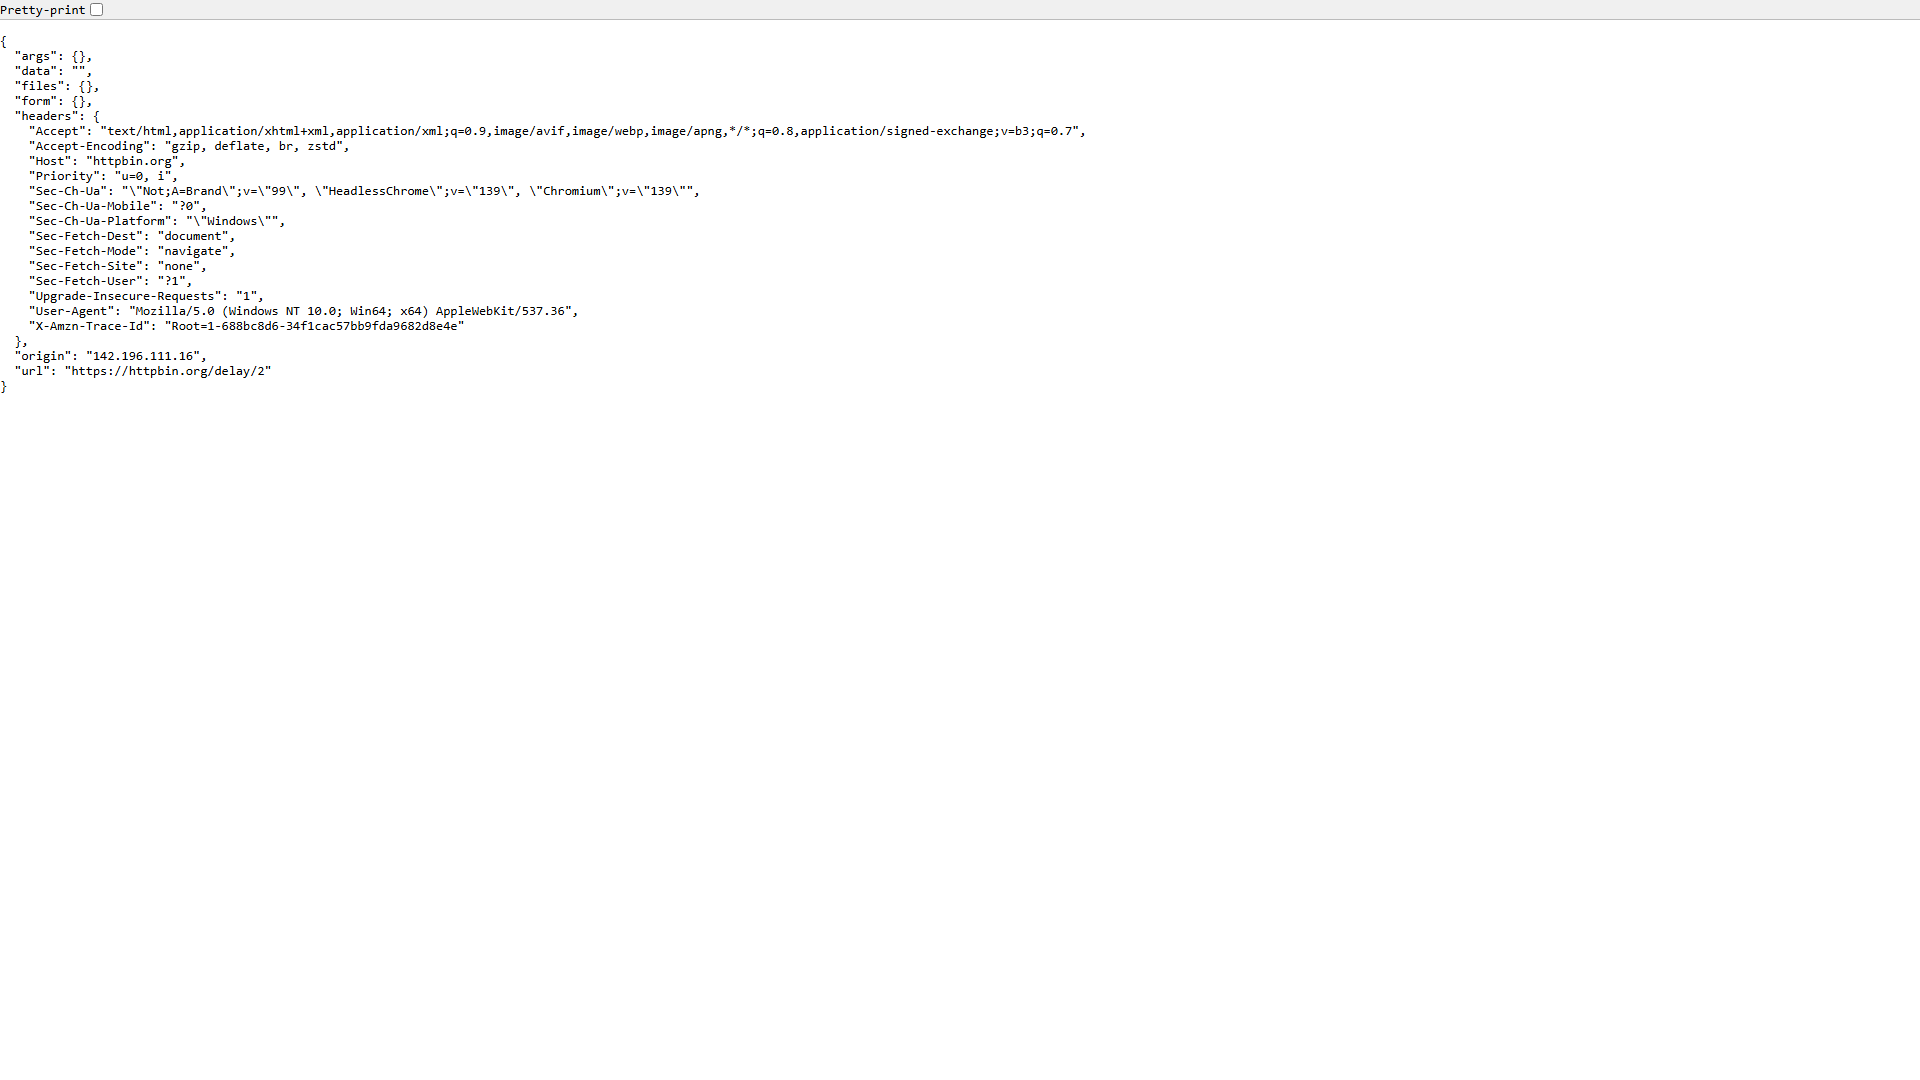 Pretty-print
{
  "args": {},
  "data": "",
  "files": {},
  "form": {},
  "headers": {
    "Accept": "text/html,application/xhtml+xml,application/xml;q=0.9,image/avif,image/webp,image/apng,*/*;q=0.8,application/signed-exchange;v=b3;q=0.7",
    "Accept-Encoding": "gzip, deflate, br, zstd",
    "Host": "httpbin.org",
    "Priority": "u=0, i",
    "Sec-Ch-Ua": "\"Not;A=Brand\";v=\"99\", \"HeadlessChrome\";v=\"139\", \"Chromium\";v=\"139\"",
    "Sec-Ch-Ua-Mobile": "?0",
    "Sec-Ch-Ua-Platform": "\"Windows\"",
    "Sec-Fetch-Dest": "document",
    "Sec-Fetch-Mode": "navigate",
    "Sec-Fetch-Site": "none",
    "Sec-Fetch-User": "?1",
    "Upgrade-Insecure-Requests": "1",
    "User-Agent": "Mozilla/5.0 (Windows NT 10.0; Win64; x64) AppleWebKit/537.36",
    "X-Amzn-Trace-Id": "Root=1-688bc8d6-34f1cac57bb9fda9682d8e4e"
  },
  "origin": "142.196.111.16",
  "url": "https://httpbin.org/delay/2"
}